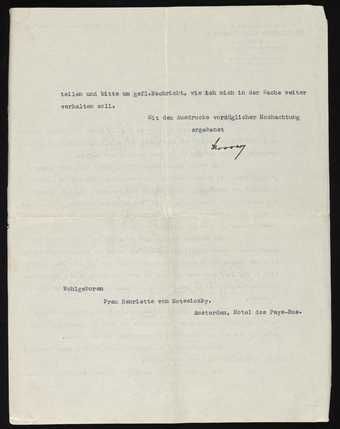 teilen und bitte um gefl.Nachricht, wie ich mich in der Sache weiter
verhalten soll.
Mit dem Ausdrucke vorzüglicher Hochachtung
ergebenst
Wohlgeboren
Frau Henriette von Motesiczky.
Amsterdam, Hotel des Pays-Bas.